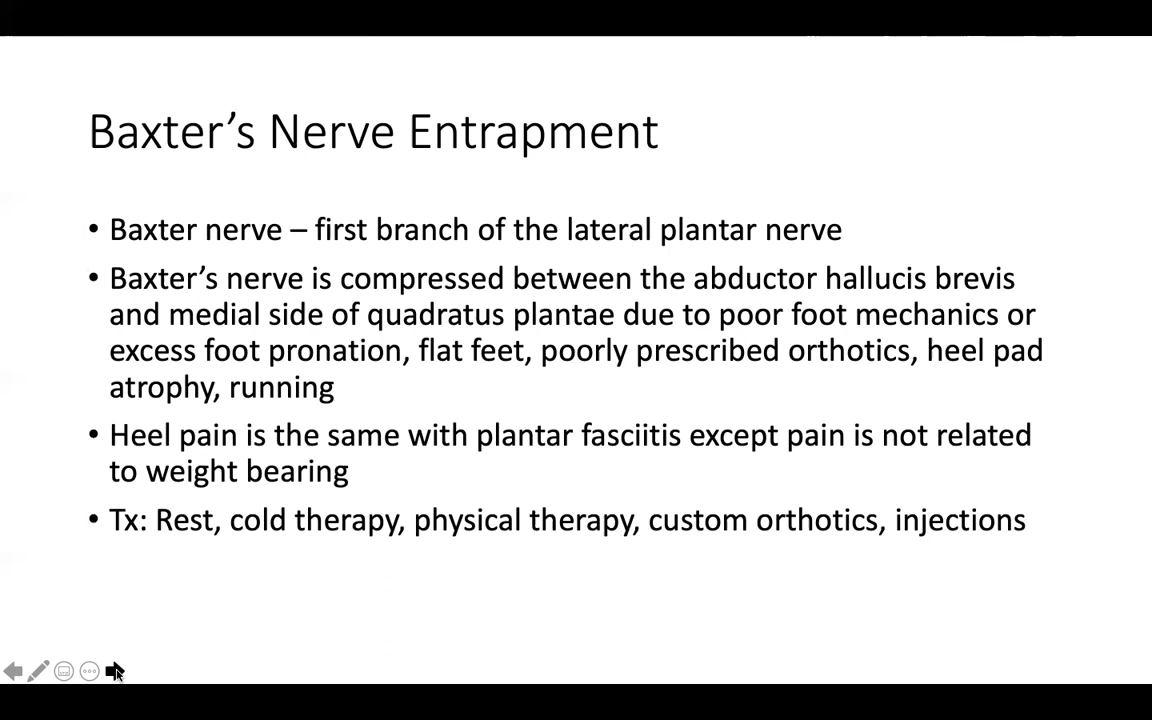 Baxter’s Nerve Entrapment
• Baxter nerve – first branch of the lateral plantar nerve
• Baxter’s nerve is compressed between the abductor hallucis brevis
and medial side of quadratus plantae due to poor foot mechanics or
excess foot pronation, flat feet, poorly prescribed orthotics, heel pad
atrophy, running
• Heel pain is the same with plantar fasciitis except pain is not related
to weight bearing
• Tx: Rest, cold therapy, physical therapy, custom orthotics, injections